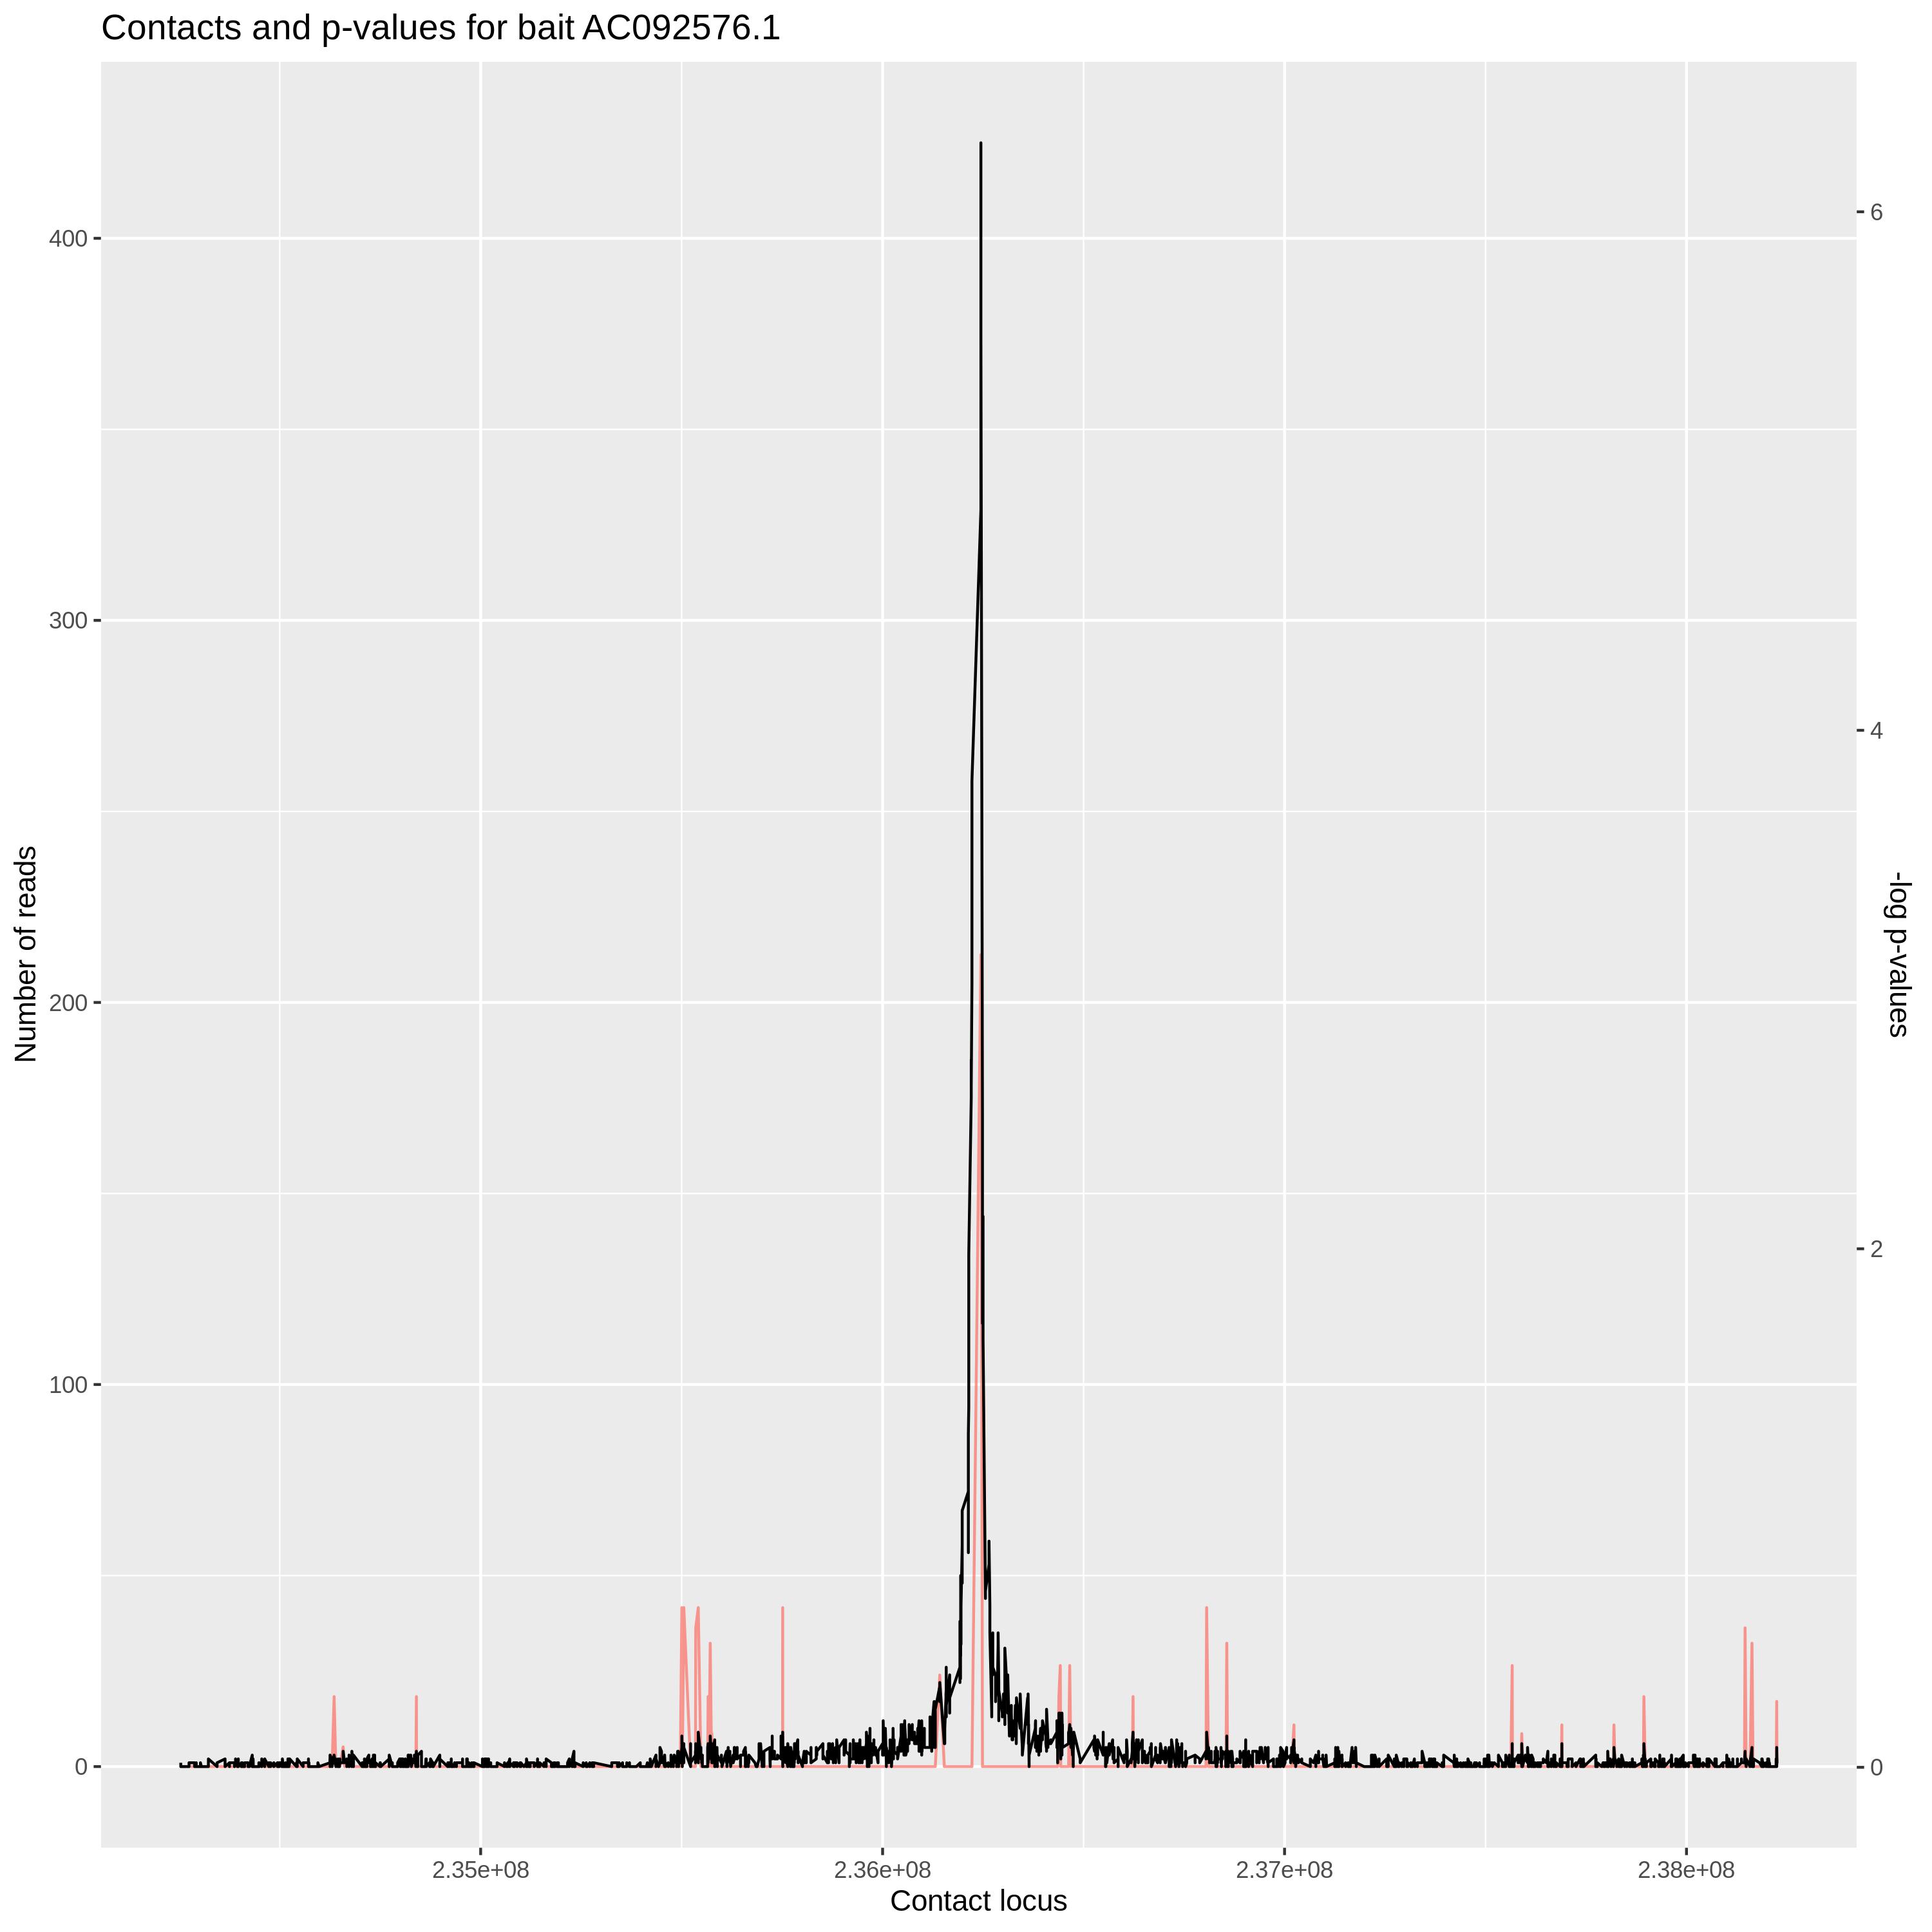 Contacts and p-values for bait AC092576.1
400
300
200
100
0
6
4
2
0
Number of reads
-log p-values
2.35e+08 2.36e+08 2.37e+08 2.38e+08
Contact locus